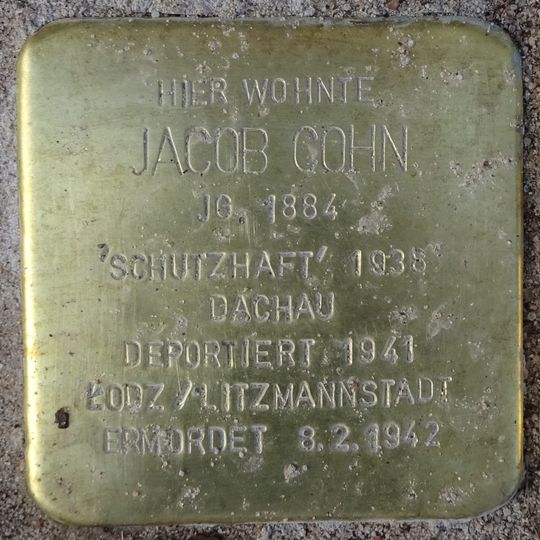 HIER WOHNTE
JACOB COHN
JG. 1884
'SCHUTZHAFT' 1938
DACHAU
DEPORTIERT 1941
ŁODZ / LITZMANNSTADT
ERMORDET 8.2.1942